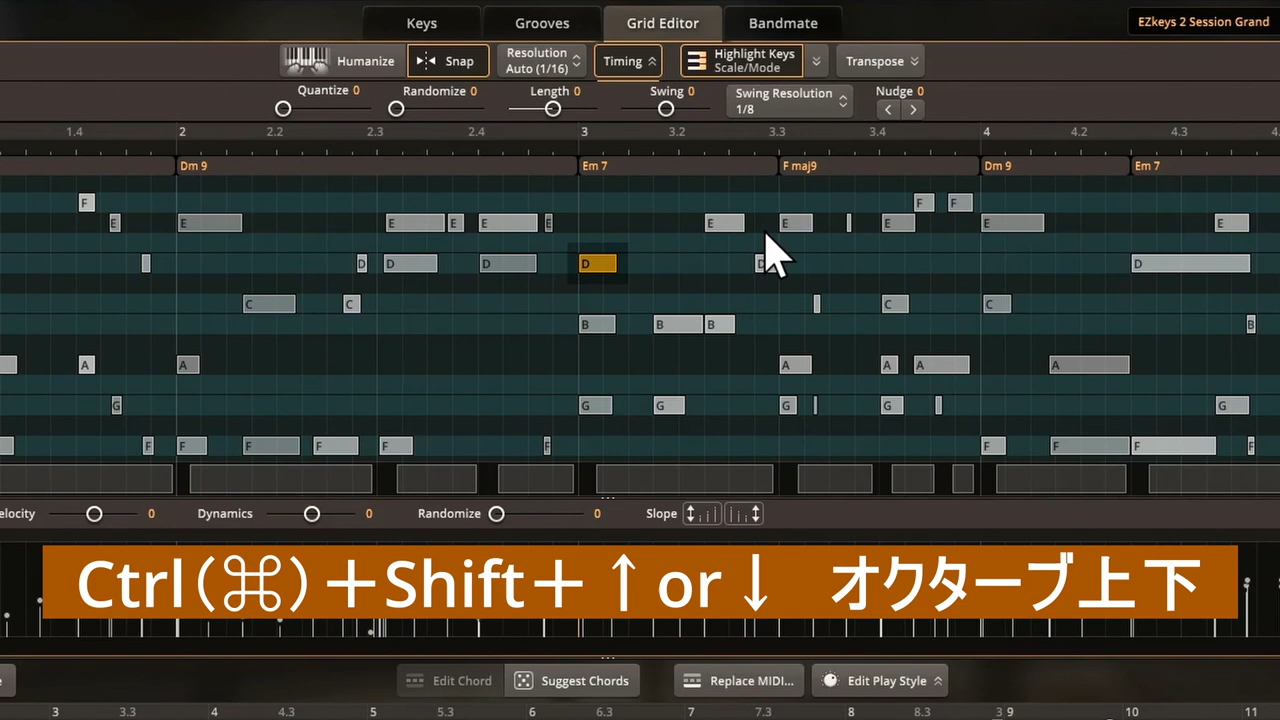 Keys Grooves Grid Editor Bandmate EZkeys 2 Session Grand
Humanize Snap Resolution Auto (1/16) Timing Highlight Keys Scale/Mode Transpose
Quantize 0 Randomize 0 Length 0 Swing 0 Swing Resolution 1/8 Nudge 0
1.4 2 2.2 2.3 2.4 3 3.2 3.3 3.4 4 4.2 4.3
Dm 9 Em 7 F maj9 Dm 9 Em 7
F F F
E E E E E E E E E E E
D D D D D D
C C C C
B B B B
A A A A A A
G G G G G G
F F F F F F F F F F
elocity 0 Dynamics 0 Randomize 0 Slope
Ctrl(⌘)+Shift+↑or↓ オクターブ上下
Edit Chord Suggest Chords Replace MIDI... Edit Play Style
3 3.3 4 4.3 5 5.3 6 6.3 7 7.3 8 8.3 9 10 11